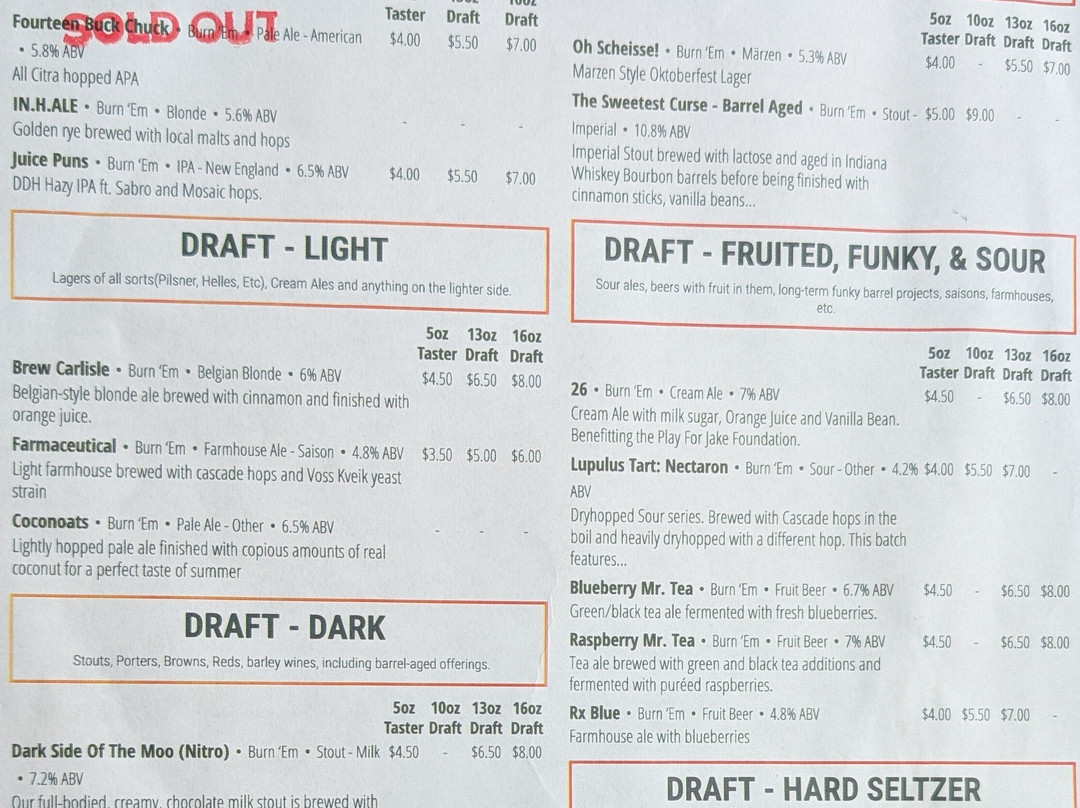 16oz
Taster Draft Draft
Fourteen Buck Chuck • Burn 'Em • Pale Ale - American $4.00 $5.50 $7.00
SOLD OUT
• 5.8% ABV
All Citra hopped APA
IN.H.ALE • Burn 'Em • Blonde • 5.6% ABV - - -
Golden rye brewed with local malts and hops
Juice Puns • Burn 'Em • IPA - New England • 6.5% ABV $4.00 $5.50 $7.00
DDH Hazy IPA ft. Sabro and Mosaic hops.
DRAFT - LIGHT
Lagers of all sorts(Pilsner, Helles, Etc), Cream Ales and anything on the lighter side.
5oz 13oz 16oz
Taster Draft Draft
Brew Carlisle • Burn 'Em • Belgian Blonde • 6% ABV $4.50 $6.50 $8.00
Belgian-style blonde ale brewed with cinnamon and finished with
orange juice.
Farmaceutical • Burn 'Em • Farmhouse Ale - Saison • 4.8% ABV $3.50 $5.00 $6.00
Light farmhouse brewed with cascade hops and Voss Kveik yeast
strain
Coconoats • Burn 'Em • Pale Ale - Other • 6.5% ABV - - -
Lightly hopped pale ale finished with copious amounts of real
coconut for a perfect taste of summer
DRAFT - DARK
Stouts, Porters, Browns, Reds, barley wines, including barrel-aged offerings.
5oz 10oz 13oz 16oz
Taster Draft Draft Draft
Dark Side Of The Moo (Nitro) • Burn 'Em • Stout - Milk $4.50 - $6.50 $8.00
• 7.2% ABV
Our full-bodied, creamy, chocolate milk stout is brewed with
5oz 10oz 13oz 16oz
Taster Draft Draft Draft
Oh Scheisse! • Burn 'Em • Märzen • 5.3% ABV $4.00 - $5.50 $7.00
Marzen Style Oktoberfest Lager
The Sweetest Curse - Barrel Aged • Burn 'Em • Stout - $5.00 $9.00 - -
Imperial • 10.8% ABV
Imperial Stout brewed with lactose and aged in Indiana
Whiskey Bourbon barrels before being finished with
cinnamon sticks, vanilla beans...
DRAFT - FRUITED, FUNKY, & SOUR
Sour ales, beers with fruit in them, long-term funky barrel projects, saisons, farmhouses,
etc.
5oz 10oz 13oz 16oz
Taster Draft Draft Draft
26 • Burn 'Em • Cream Ale • 7% ABV $4.50 - $6.50 $8.00
Cream Ale with milk sugar, Orange Juice and Vanilla Bean.
Benefitting the Play For Jake Foundation.
Lupulus Tart: Nectaron • Burn 'Em • Sour - Other • 4.2% $4.00 $5.50 $7.00 -
ABV
Dryhopped Sour series. Brewed with Cascade hops in the
boil and heavily dryhopped with a different hop. This batch
features...
Blueberry Mr. Tea • Burn 'Em • Fruit Beer • 6.7% ABV $4.50 - $6.50 $8.00
Green/black tea ale fermented with fresh blueberries.
Raspberry Mr. Tea • Burn 'Em • Fruit Beer • 7% ABV $4.50 - $6.50 $8.00
Tea ale brewed with green and black tea additions and
fermented with puréed raspberries.
Rx Blue • Burn 'Em • Fruit Beer • 4.8% ABV $4.00 $5.50 $7.00 -
Farmhouse ale with blueberries
DRAFT - HARD SELTZER